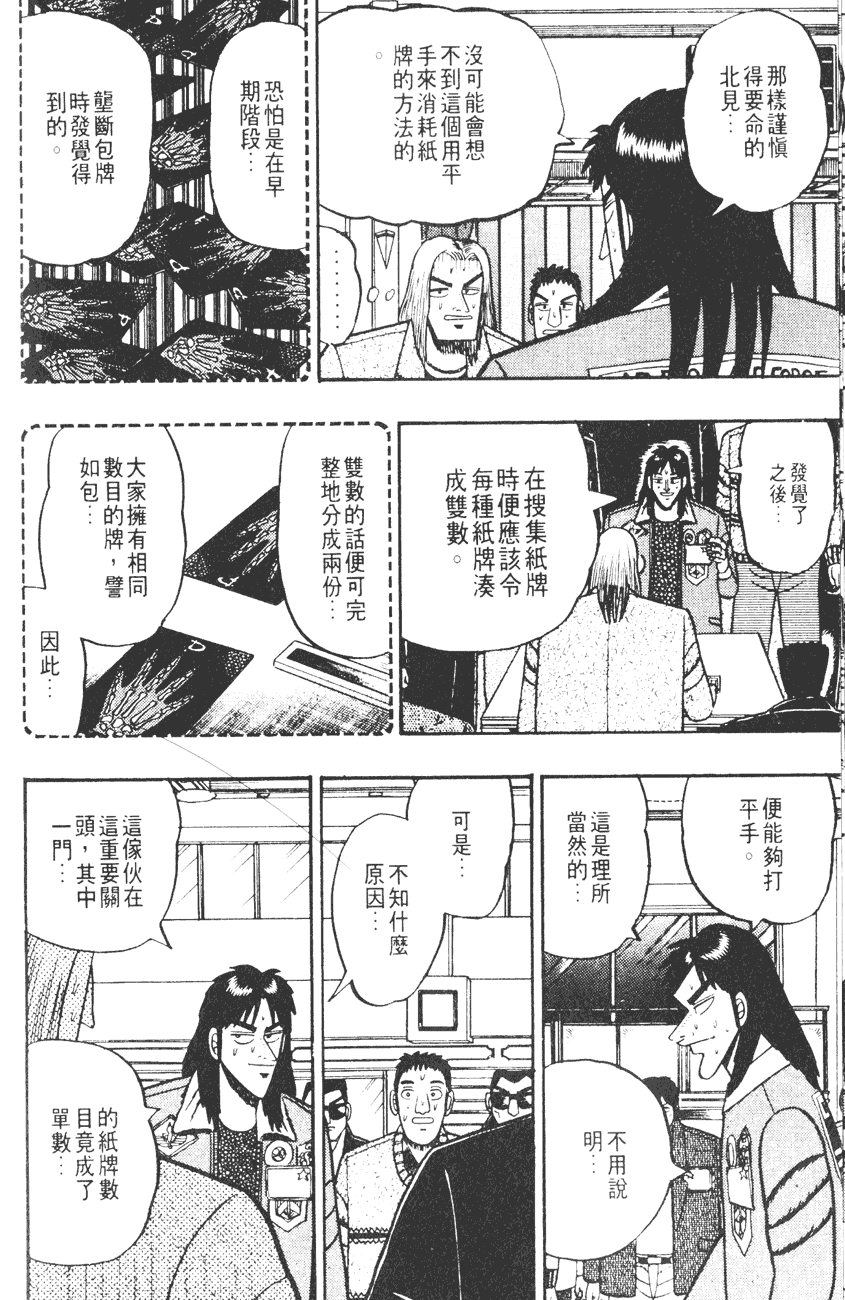 那樣謹慎
得要命的
北見…
沒可能會想
不到這個用平
手來消耗紙
牌的方法的
。
………
恐怕是在早
期階段…
壟斷包牌
時發覺得
到的。
發覺了
之後…
在搜集紙牌
時便應該令
每種紙牌湊
成雙數。
雙數的話便可完
整地分成兩份…
大家擁有相同
數目的牌，譬
如包…
因此…
便能夠打
平手。
這是理所
當然的…
不用說
明…
可是…
不知什麼
原因…
這傢伙在
這重要關
頭，其中
一門…
的紙牌數
目竟成了
單數…